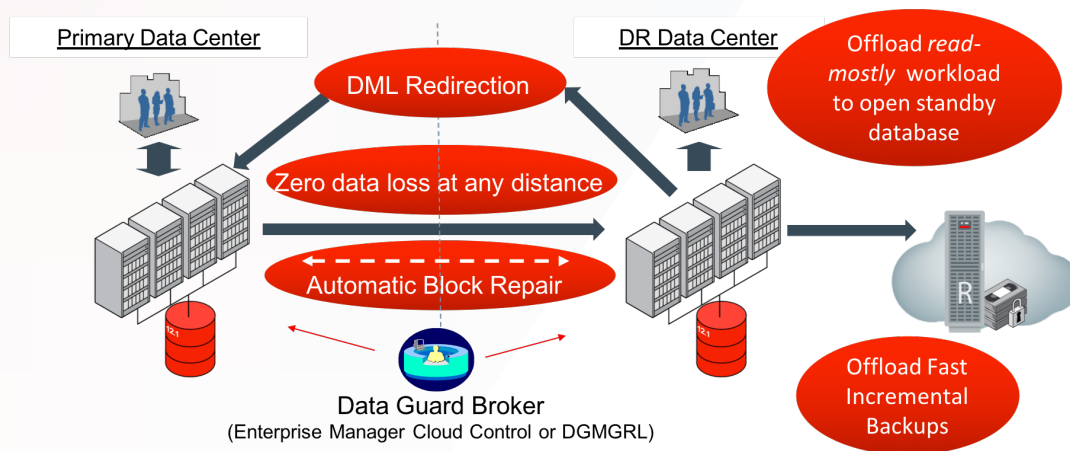 Primary Data Center
DR Data Center
Offload read-
mostly workload
to open standby
database
DML Redirection
Zero data loss at any distance
Automatic Block Repair
R
12.1
12.1
Offload Fast
Incremental
Backups
Data Guard Broker
(Enterprise Manager Cloud Control or DGMGRL)